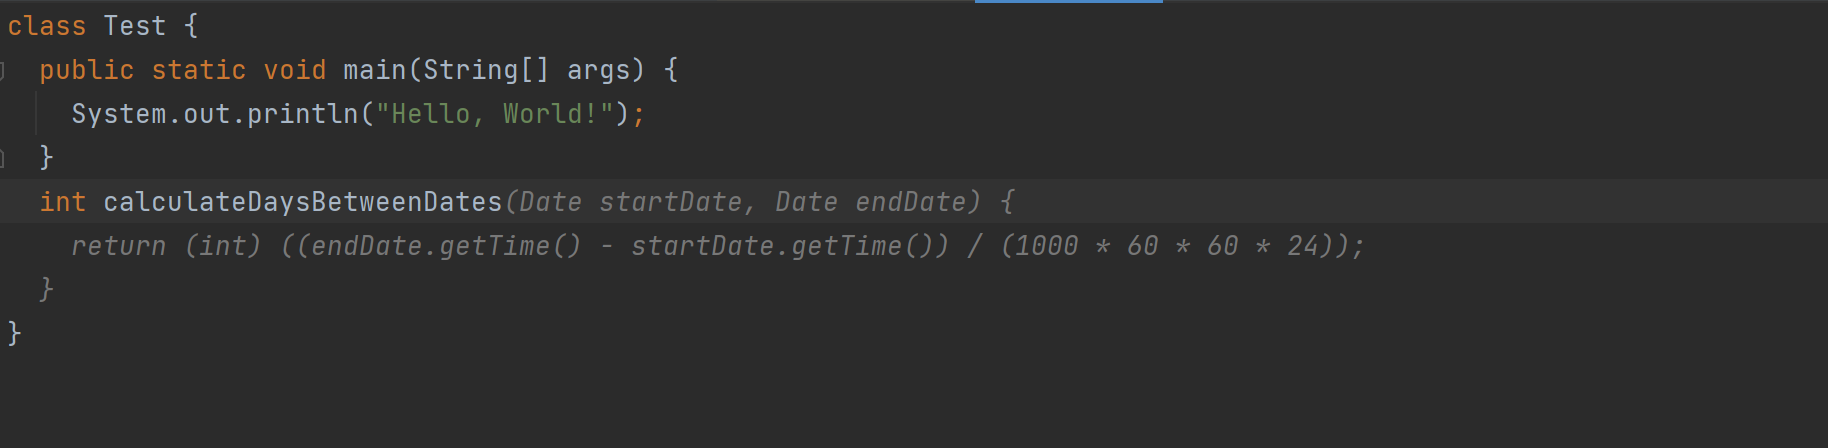 class Test {
public static void main(String[] args) {
System.out.println("Hello, World!");
}
int calculateDaysBetweenDates(Date startDate, Date endDate) {
return (int) ((endDate.getTime() - startDate.getTime()) / (1000 * 60 * 60 * 24));
}
}